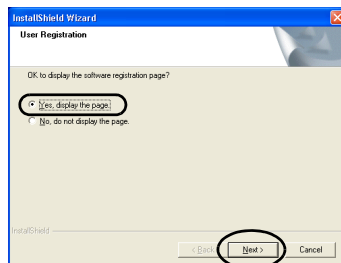 InstallShield Wizard
User Registration
OK to display the software registration page?
Yes, display the page.
No, do not display the page.
InstallShield
< Back
Next >
Cancel